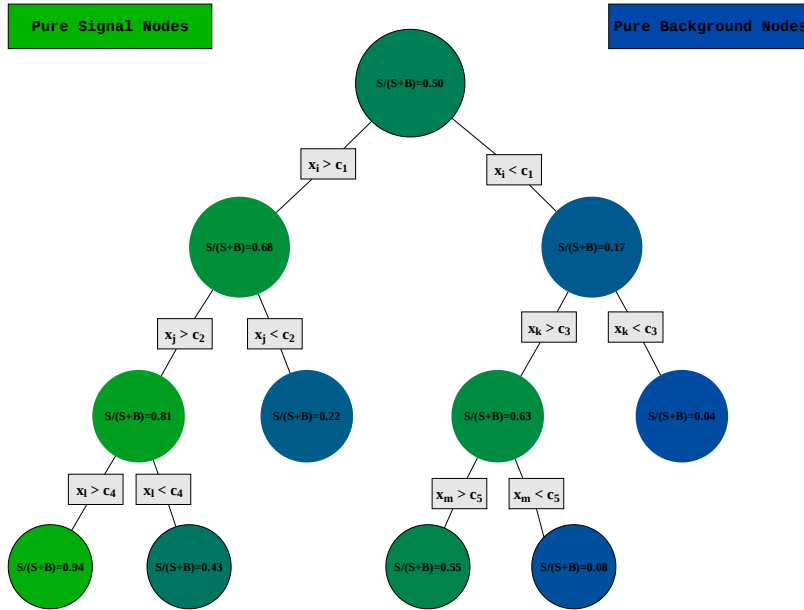 Pure Signal Nodes
Pure Background Nodes
S/(S+B)=0.50
xᵢ > c₁
xᵢ < c₁
S/(S+B)=0.68
S/(S+B)=0.17
xⱼ > c₂
xⱼ < c₂
xₖ > c₃
xₖ < c₃
S/(S+B)=0.81
S/(S+B)=0.22
S/(S+B)=0.63
S/(S+B)=0.04
xₗ > c₄
xₗ < c₄
xₘ > c₅
xₘ < c₅
S/(S+B)=0.94
S/(S+B)=0.43
S/(S+B)=0.55
S/(S+B)=0.08